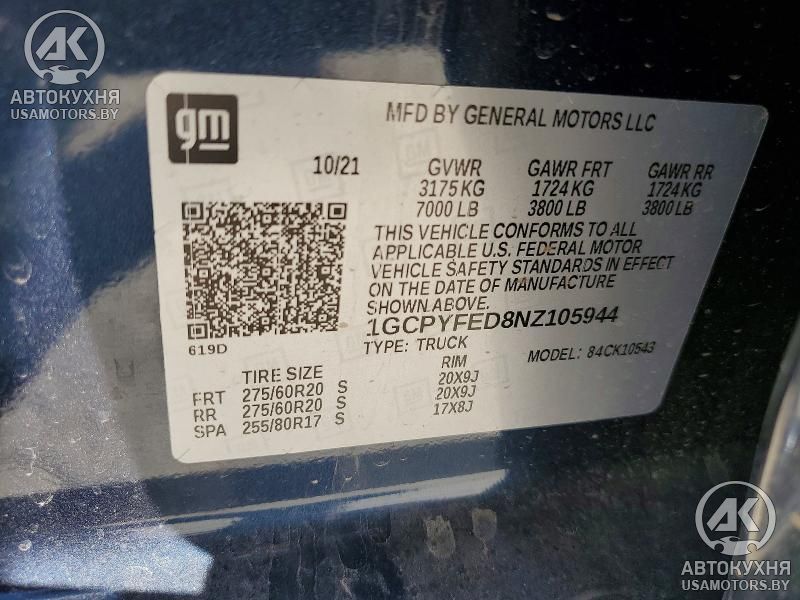 AK
АВТОКУХНЯ
USAMOTORS.BY
gm
MFD BY GENERAL MOTORS LLC
10/21 GVWR GAWR FRT GAWR RR
3175 KG 1724 KG 1724 KG
7000 LB 3800 LB 3800 LB
THIS VEHICLE CONFORMS TO ALL
APPLICABLE U.S. FEDERAL MOTOR
VEHICLE SAFETY STANDARDS IN EFFECT
ON THE DATE OF MANUFACTURE
SHOWN ABOVE.
1GCPYFED8NZ105944
619D
TYPE: TRUCK MODEL: 84CK10543
TIRE SIZE RIM
FRT 275/60R20 S 20X9J
RR 275/60R20 S 20X9J
SPA 255/80R17 S 17X8J
AK
АВТОКУХНЯ
USAMOTORS.BY